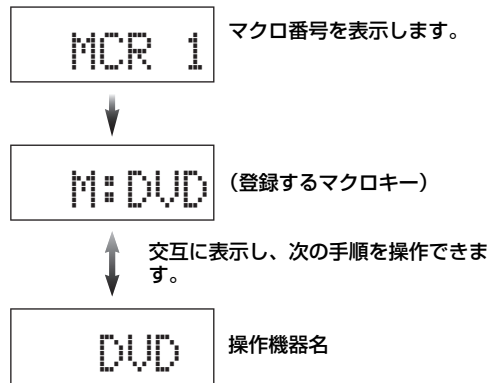 MCR 1
マクロ番号を表示します。
M:DVD
（登録するマクロキー）
交互に表示し、次の手順を操作できま
す。
DVD
操作機器名